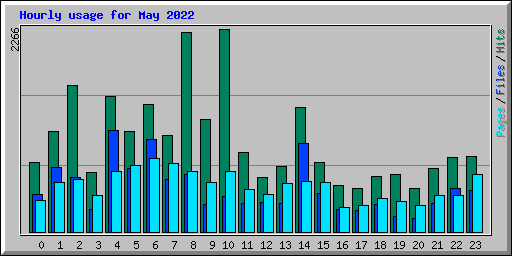 Hourly usage for May 2022
2266
Pages / Files / Hits
0 1 2 3 4 5 6 7 8 9 10 11 12 13 14 15 16 17 18 19 20 21 22 23